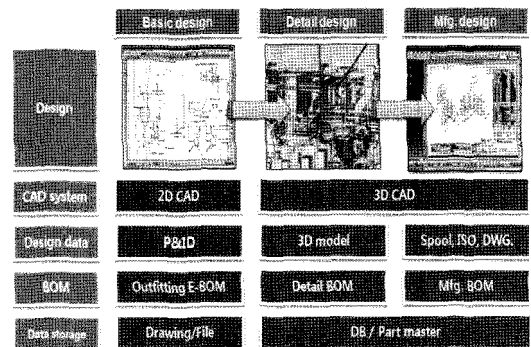 Basic design Detail design Mfg. design
Design
CAD system 2D CAD 3D CAD
Design data P&ID 3D model Spool, ISO, DWG.
BOM Outfitting E-BOM Detail BOM Mfg. BOM
Data storage Drawing/File DB / Part master